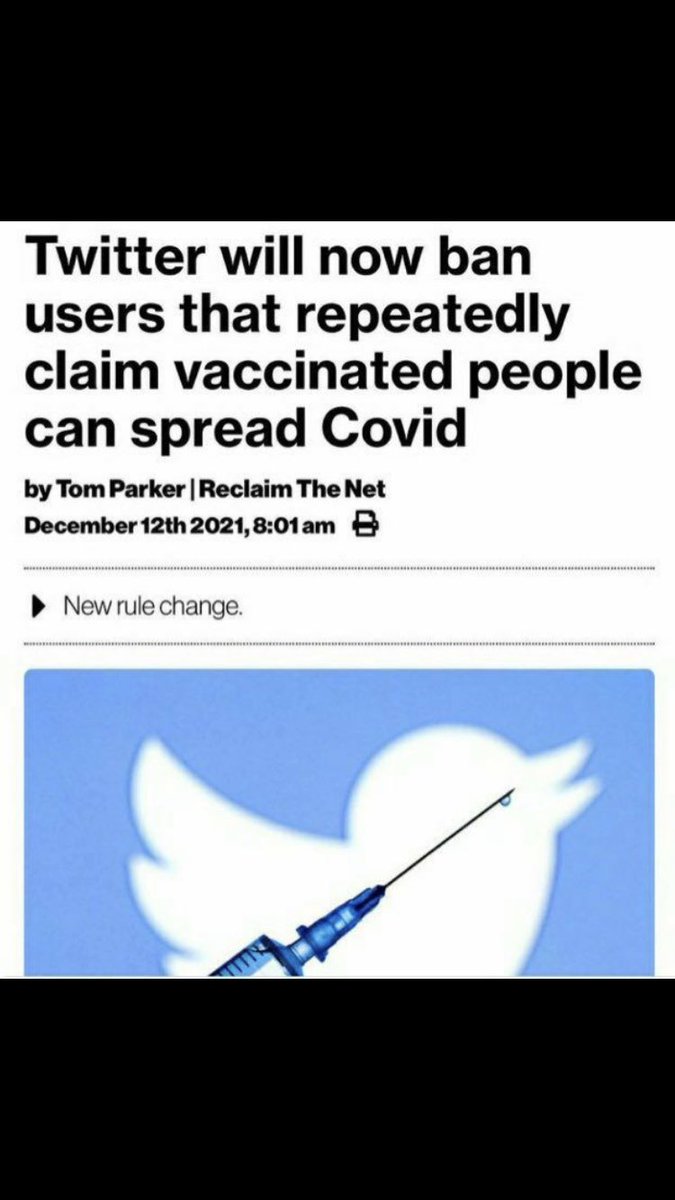 Twitter will now ban
users that repeatedly
claim vaccinated people
can spread Covid
by Tom Parker | Reclaim The Net
December 12th 2021, 8:01 am
New rule change.